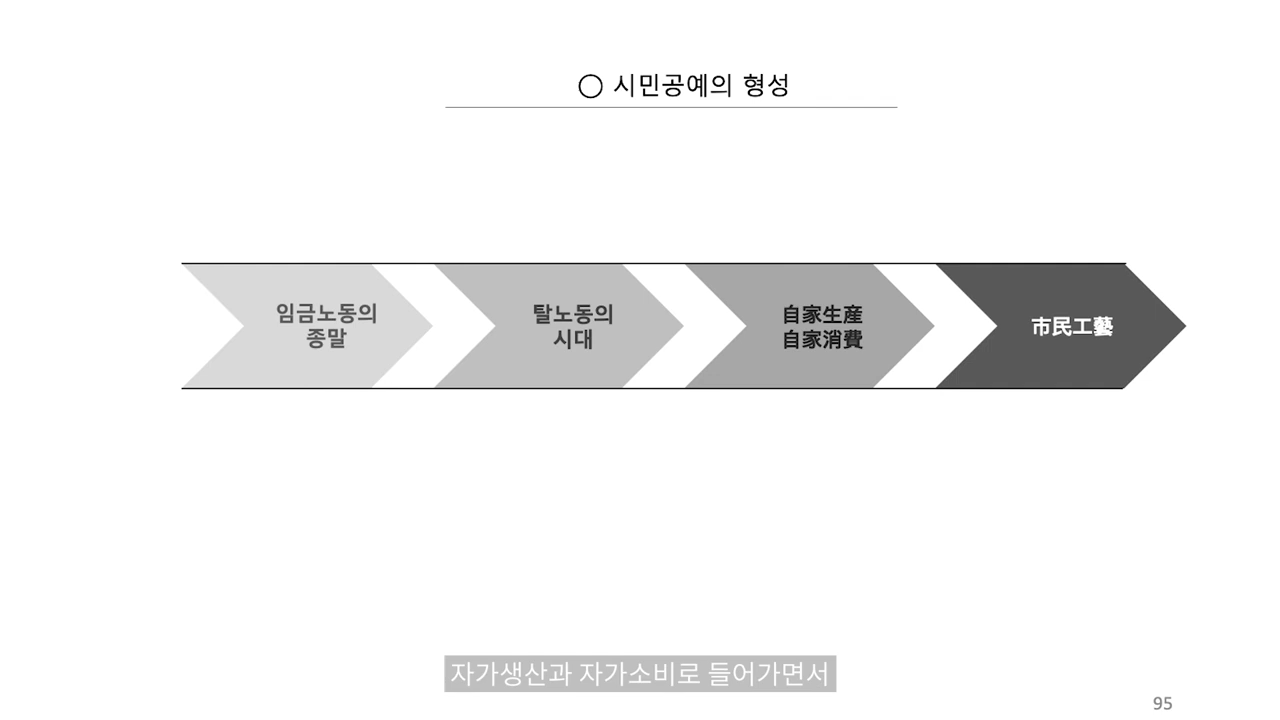 ○ 시민공예의 형성
임금노동의
종말
탈노동의
시대
自家生産
自家消費
市民工藝
자가생산과 자가소비로 들어가면서
95